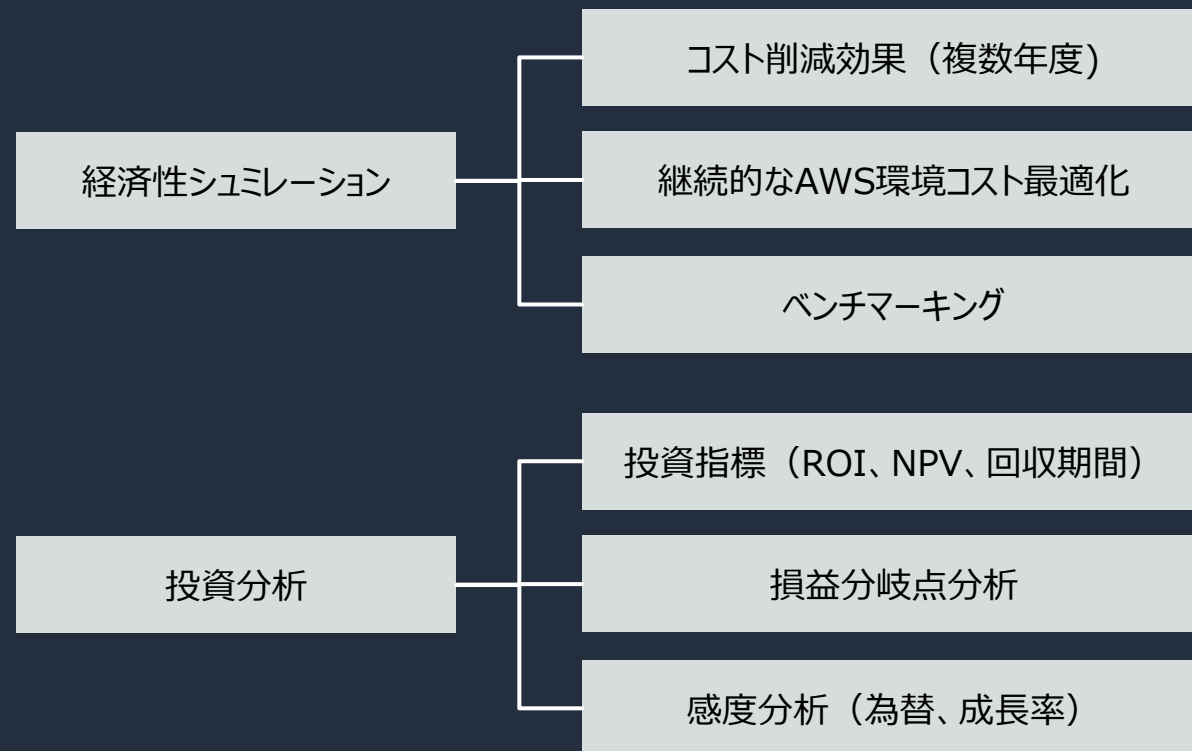 コスト削減効果（複数年度)
経済性シュミレーション
継続的なAWS環境コスト最適化
ベンチマーキング
投資指標（ROI、NPV、回収期間）
投資分析
損益分岐点分析
感度分析（為替、成長率）